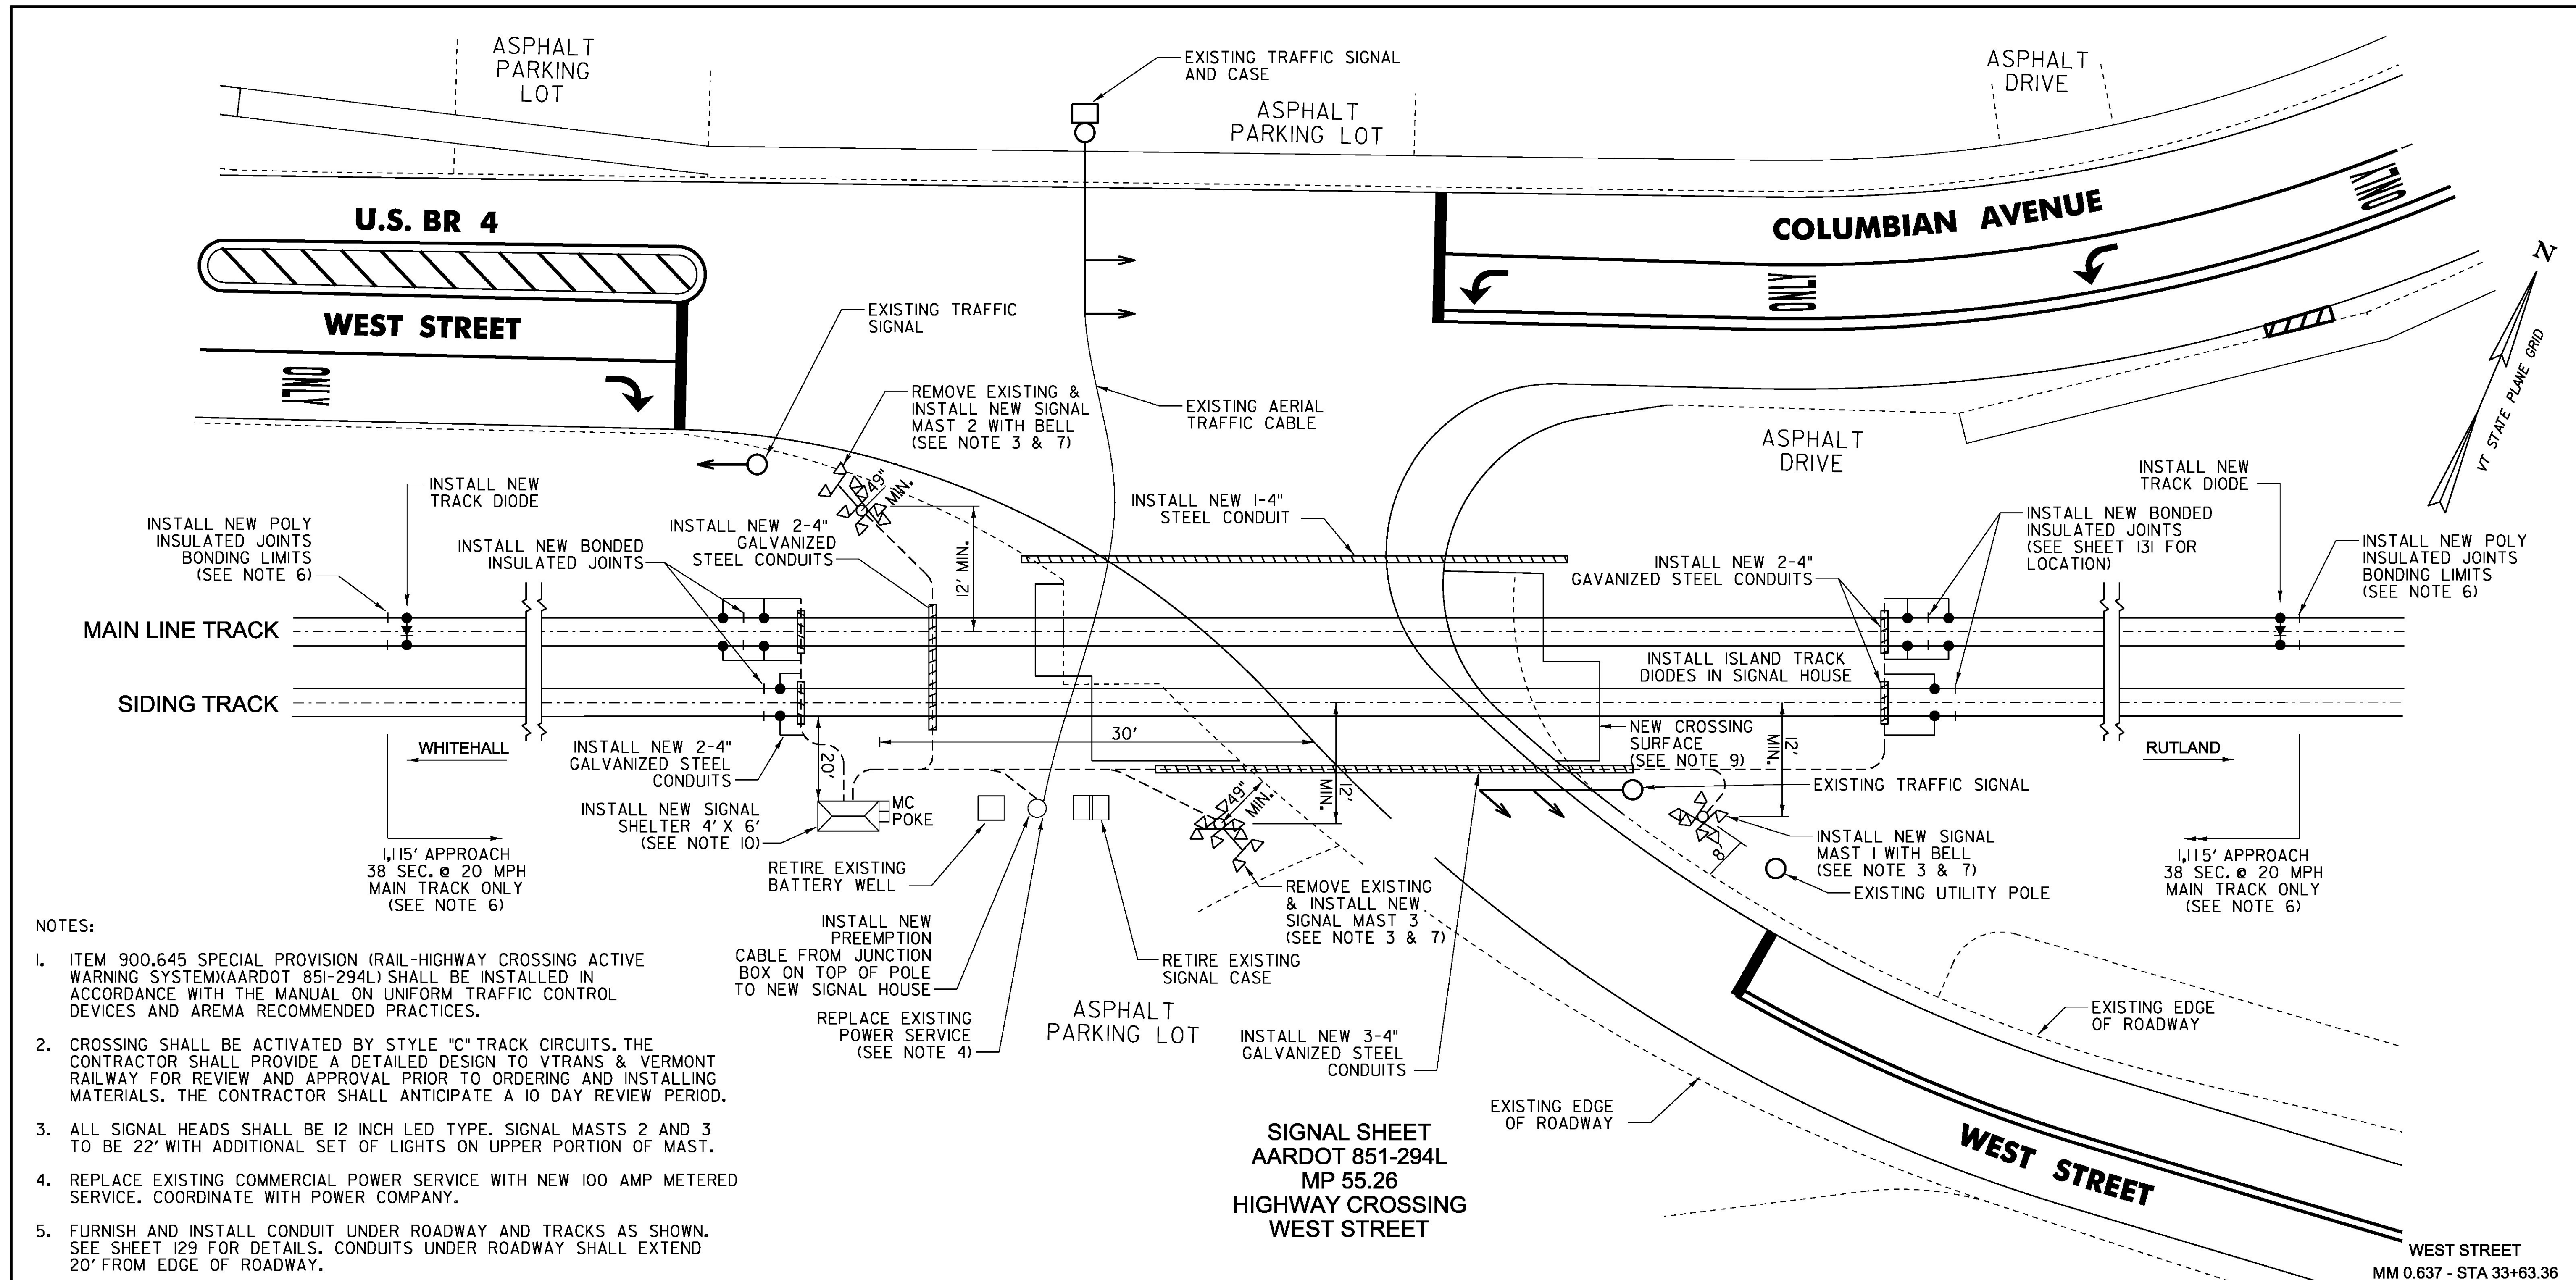 ASPHALT
PARKING
LOT
EXISTING TRAFFIC SIGNAL
AND CASE
ASPHALT
PARKING LOT
ASPHALT
DRIVE
U.S. BR 4
COLUMBIAN AVENUE
ONLY
WEST STREET
ONLY
ONLY
EXISTING TRAFFIC
SIGNAL
REMOVE EXISTING &
INSTALL NEW SIGNAL
MAST 2 WITH BELL
(SEE NOTE 3 & 7)
EXISTING AERIAL
TRAFFIC CABLE
N
VT STATE PLANE GRID
ASPHALT
DRIVE
INSTALL NEW
TRACK DIODE
INSTALL NEW
TRACK DIODE
49"
MIN.
INSTALL NEW 1-4"
STEEL CONDUIT
INSTALL NEW POLY
INSULATED JOINTS
BONDING LIMITS
(SEE NOTE 6)
INSTALL NEW BONDED
INSULATED JOINTS
INSTALL NEW 2-4"
GALVANIZED
STEEL CONDUITS
12' MIN.
INSTALL NEW 2-4"
GAVANIZED STEEL CONDUITS
INSTALL NEW BONDED
INSULATED JOINTS
(SEE SHEET 131 FOR
LOCATION)
INSTALL NEW POLY
INSULATED JOINTS
BONDING LIMITS
(SEE NOTE 6)
MAIN LINE TRACK
INSTALL ISLAND TRACK
DIODES IN SIGNAL HOUSE
SIDING TRACK
WHITEHALL
INSTALL NEW 2-4"
GALVANIZED STEEL
CONDUITS
20'
30'
12'
MIN.
NEW CROSSING
SURFACE
(SEE NOTE 9)
12'
MIN.
RUTLAND
INSTALL NEW SIGNAL
SHELTER 4' X 6'
(SEE NOTE 10)
MC
POKE
49"
MIN.
EXISTING TRAFFIC SIGNAL
8'
INSTALL NEW SIGNAL
MAST 1 WITH BELL
(SEE NOTE 3 & 7)
EXISTING UTILITY POLE
1,115' APPROACH
38 SEC. @ 20 MPH
MAIN TRACK ONLY
(SEE NOTE 6)
1,115' APPROACH
38 SEC. @ 20 MPH
MAIN TRACK ONLY
(SEE NOTE 6)
RETIRE EXISTING
BATTERY WELL
REMOVE EXISTING
& INSTALL NEW
SIGNAL MAST 3
(SEE NOTE 3 & 7)
INSTALL NEW
PREEMPTION
CABLE FROM JUNCTION
BOX ON TOP OF POLE
TO NEW SIGNAL HOUSE
RETIRE EXISTING
SIGNAL CASE
REPLACE EXISTING
POWER SERVICE
(SEE NOTE 4)
ASPHALT
PARKING LOT
INSTALL NEW 3-4"
GALVANIZED STEEL
CONDUITS
EXISTING EDGE
OF ROADWAY
EXISTING EDGE
OF ROADWAY
WEST STREET
NOTES:
1. ITEM 900.645 SPECIAL PROVISION (RAIL-HIGHWAY CROSSING ACTIVE
WARNING SYSTEM)(AARDOT 851-294L) SHALL BE INSTALLED IN
ACCORDANCE WITH THE MANUAL ON UNIFORM TRAFFIC CONTROL
DEVICES AND AREMA RECOMMENDED PRACTICES.
2. CROSSING SHALL BE ACTIVATED BY STYLE "C" TRACK CIRCUITS. THE
CONTRACTOR SHALL PROVIDE A DETAILED DESIGN TO VTRANS & VERMONT
RAILWAY FOR REVIEW AND APPROVAL PRIOR TO ORDERING AND INSTALLING
MATERIALS. THE CONTRACTOR SHALL ANTICIPATE A 10 DAY REVIEW PERIOD.
3. ALL SIGNAL HEADS SHALL BE 12 INCH LED TYPE. SIGNAL MASTS 2 AND 3
TO BE 22' WITH ADDITIONAL SET OF LIGHTS ON UPPER PORTION OF MAST.
4. REPLACE EXISTING COMMERCIAL POWER SERVICE WITH NEW 100 AMP METERED
SERVICE. COORDINATE WITH POWER COMPANY.
5. FURNISH AND INSTALL CONDUIT UNDER ROADWAY AND TRACKS AS SHOWN.
SEE SHEET 129 FOR DETAILS. CONDUITS UNDER ROADWAY SHALL EXTEND
20' FROM EDGE OF ROADWAY.
SIGNAL SHEET
AARDOT 851-294L
MP 55.26
HIGHWAY CROSSING
WEST STREET
WEST STREET
MM 0.637 - STA 33+63.36